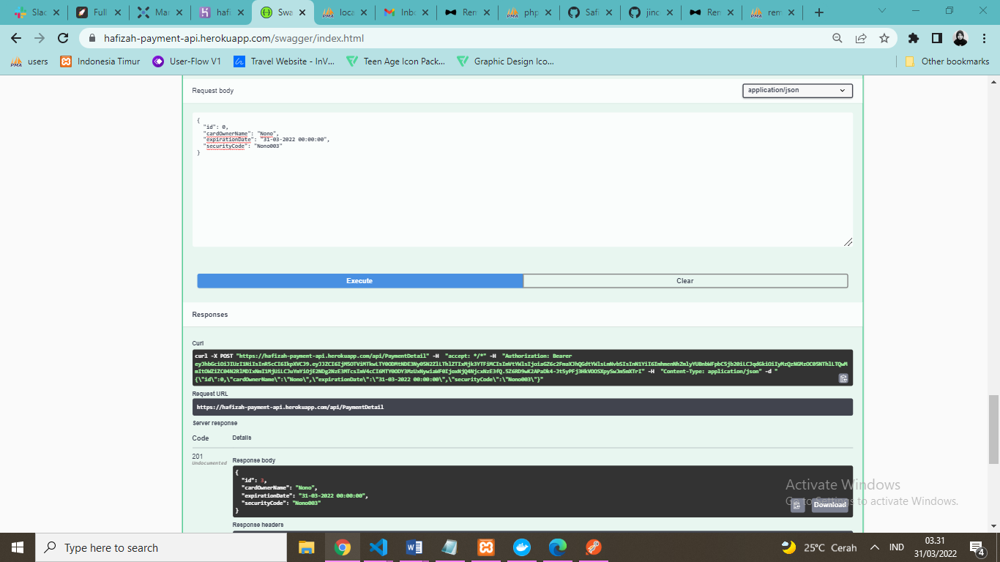 Slac
Full
Mar
hafi
Swa
loca
Inbo
Rem
php
Safi
jinc
Ren
rem
hafizah-payment-api.herokuapp.com/swagger/index.html
users
Indonesia Timur
User-Flow V1
Travel Website - InV...
Teen Age Icon Pack...
Graphic Design Ico...
Other bookmarks
Request body
application/json
{
"id": 0,
"cardOwnerName": "Nono",
"expirationDate": "31-03-2022 00:00:00",
"securityCode": "Nono003"
}
Execute
Clear
Responses
Curl
curl -X POST "https://hafizah-payment-api.herokuapp.com/api/PaymentDetail" -H "accept: */*" -H "Authorization: Bearer
-H "Content-Type: application/json" -d "
{\"id\":0,\"cardOwnerName\":\"Nono\",\"expirationDate\":\"31-03-2022 00:00:00\",\"securityCode\":\"Nono003\"}"
Request URL
https://hafizah-payment-api.herokuapp.com/api/PaymentDetail
Server response
Code
Details
201
Undocumented
Response body
{
"id": 3,
"cardOwnerName": "Nono",
"expirationDate": "31-03-2022 00:00:00",
"securityCode": "Nono003"
}
Download
Response headers
Activate Windows
Go to Settings to activate Windows.
Type here to search
25°C Cerah
IND
03.31
31/03/2022
4